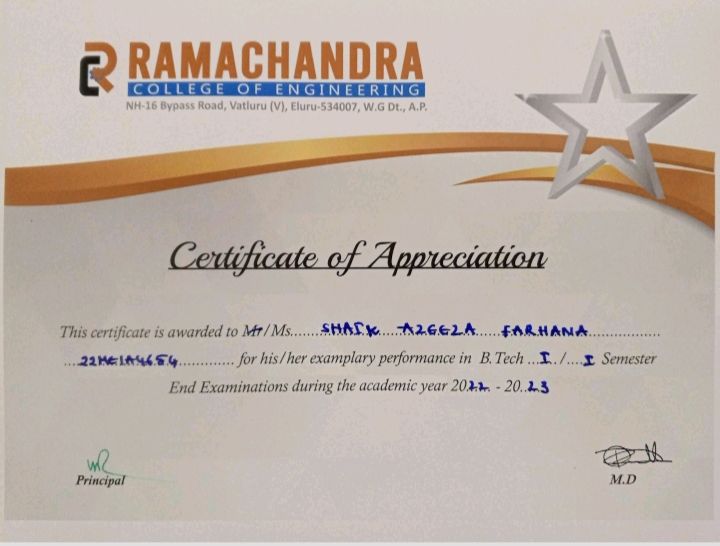 RAMACHANDRA
COLLEGE OF ENGINEERING
NH-16 Bypass Road, Vatluru (V), Eluru-534007, W.G Dt., A.P.
Certificate of Appreciation
This certificate is awarded to Mr/Ms.....SHAIK....AZEEZA....FARHANA..................
....22ME1A4654.............. for his/her examplary performance in B.Tech ...I../....I Semester
End Examinations during the academic year 2022. - 20..23
Principal
M.D